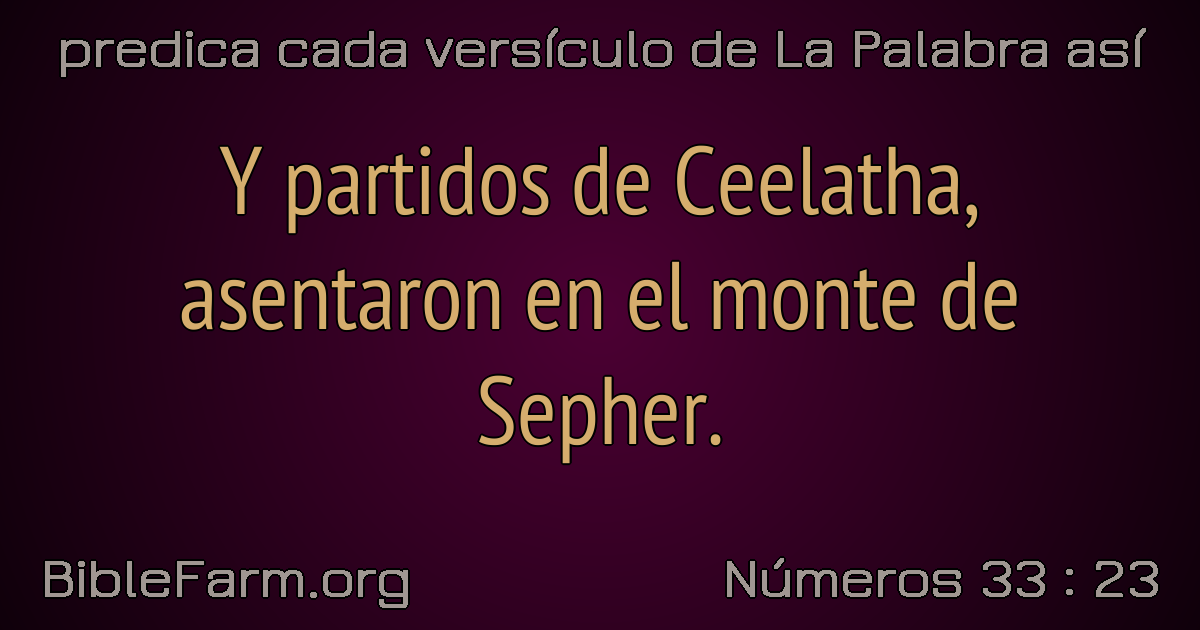 predica cada versículo de La Palabra así
Y partidos de Ceelatha,
asentaron en el monte de
Sepher.
BibleFarm.org
Números 33 : 23